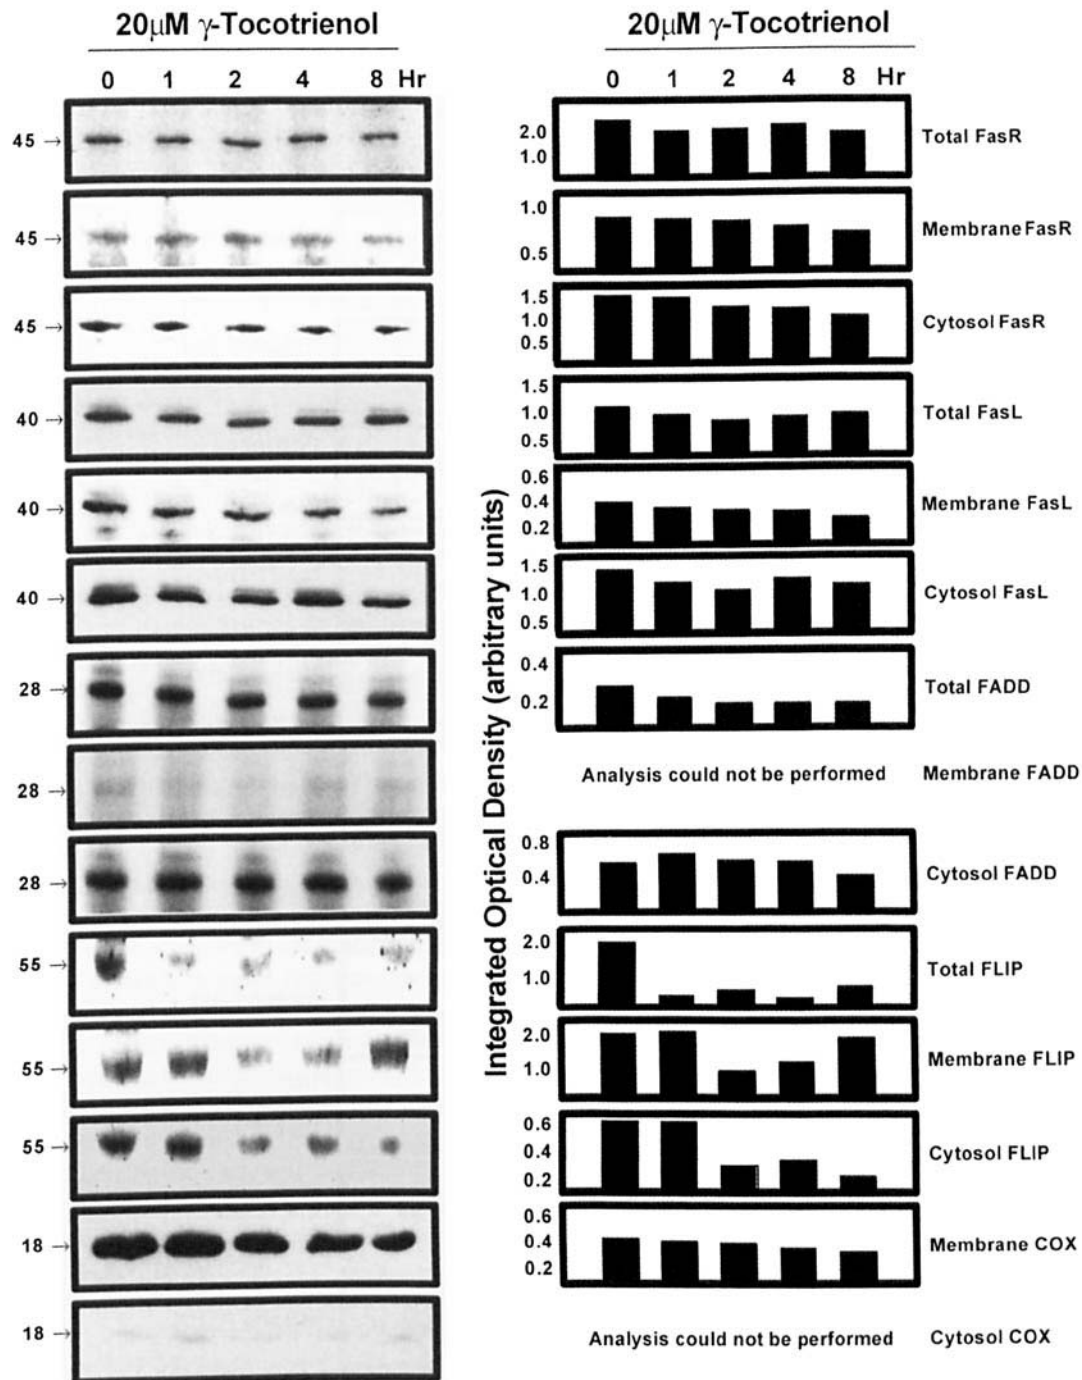 20μM γ-Tocotrienol
0 1 2 4 8 Hr
45 →
45 →
45 →
40 →
40 →
40 →
28 →
28 →
28 →
55 →
55 →
55 →
18 →
18 →
20μM γ-Tocotrienol
0 1 2 4 8 Hr
Integrated Optical Density (arbitrary units)
2.0
1.0
Total FasR
1.0
0.5
Membrane FasR
1.5
1.0
0.5
Cytosol FasR
1.5
1.0
0.5
Total FasL
0.6
0.4
0.2
Membrane FasL
1.5
1.0
0.5
Cytosol FasL
0.4
0.2
Total FADD
Analysis could not be performed Membrane FADD
0.8
0.4
Cytosol FADD
2.0
1.0
Total FLIP
2.0
1.0
Membrane FLIP
0.6
0.4
0.2
Cytosol FLIP
0.6
0.4
0.2
Membrane COX
Analysis could not be performed Cytosol COX